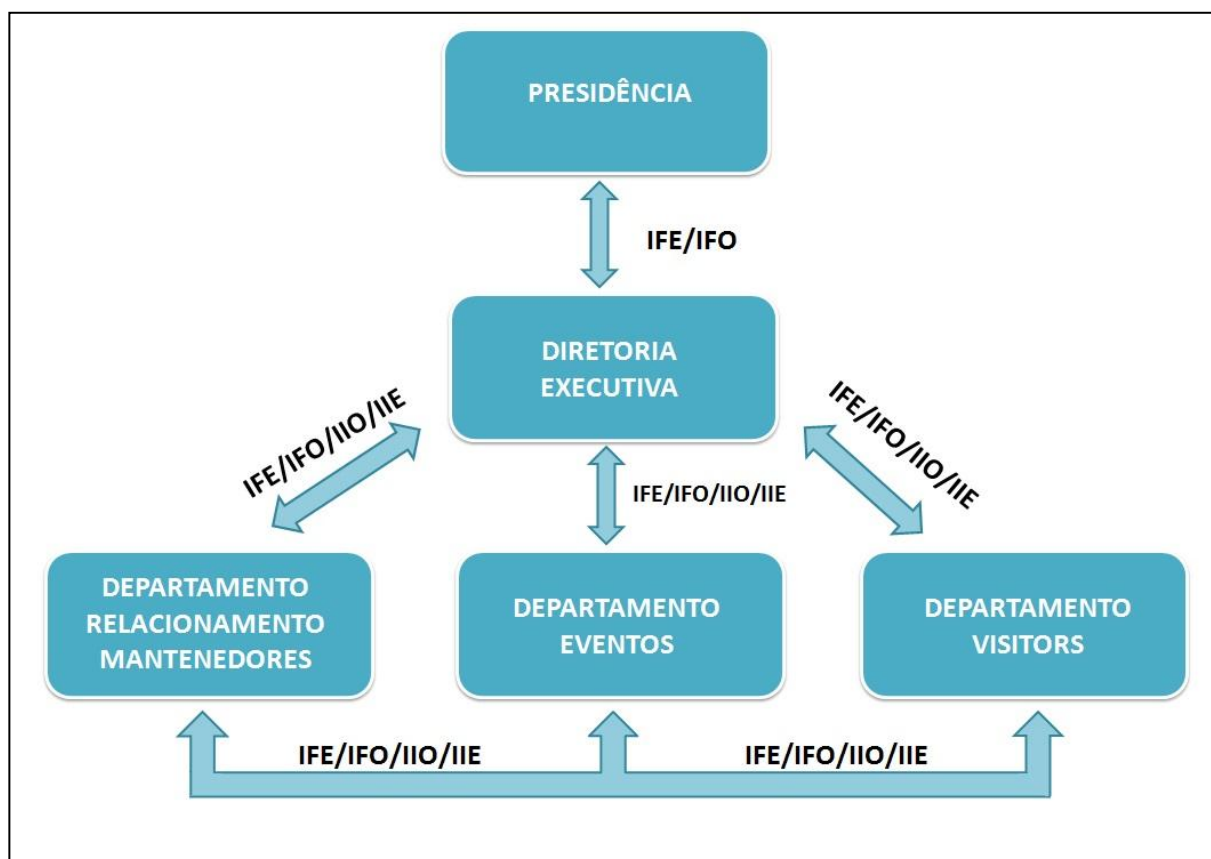 PRESIDÊNCIA
IFE/IFO
DIRETORIA
EXECUTIVA
IFE/IFO/IIO/IIE
IFE/IFO/IIO/IIE
IFE/IFO/IIO/IIE
DEPARTAMENTO
RELACIONAMENTO
MANTENEDORES
DEPARTAMENTO
EVENTOS
DEPARTAMENTO
VISITORS
IFE/IFO/IIO/IIE
IFE/IFO/IIO/IIE